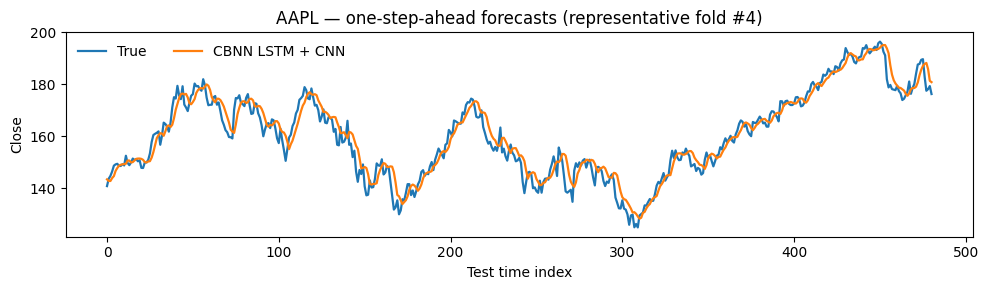 AAPL — one-step-ahead forecasts (representative fold #4)
True
CBNN LSTM + CNN
Close
200
180
160
140
0
100
200
300
400
500
Test time index